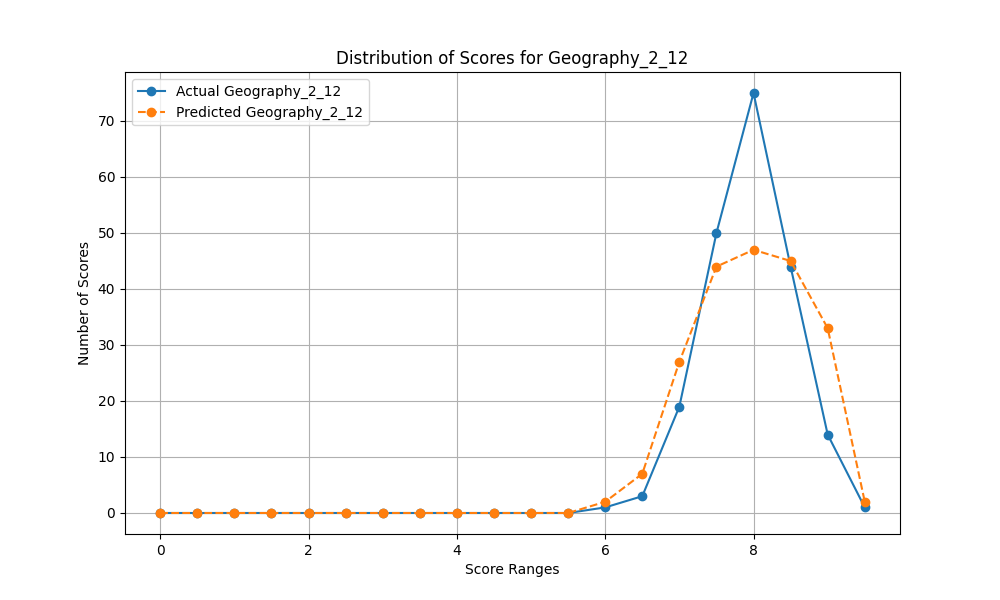 Distribution of Scores for Geography_2_12
Actual Geography_2_12
Predicted Geography_2_12
Number of Scores
70
60
50
40
30
20
10
0
0 2 4 6 8
Score Ranges